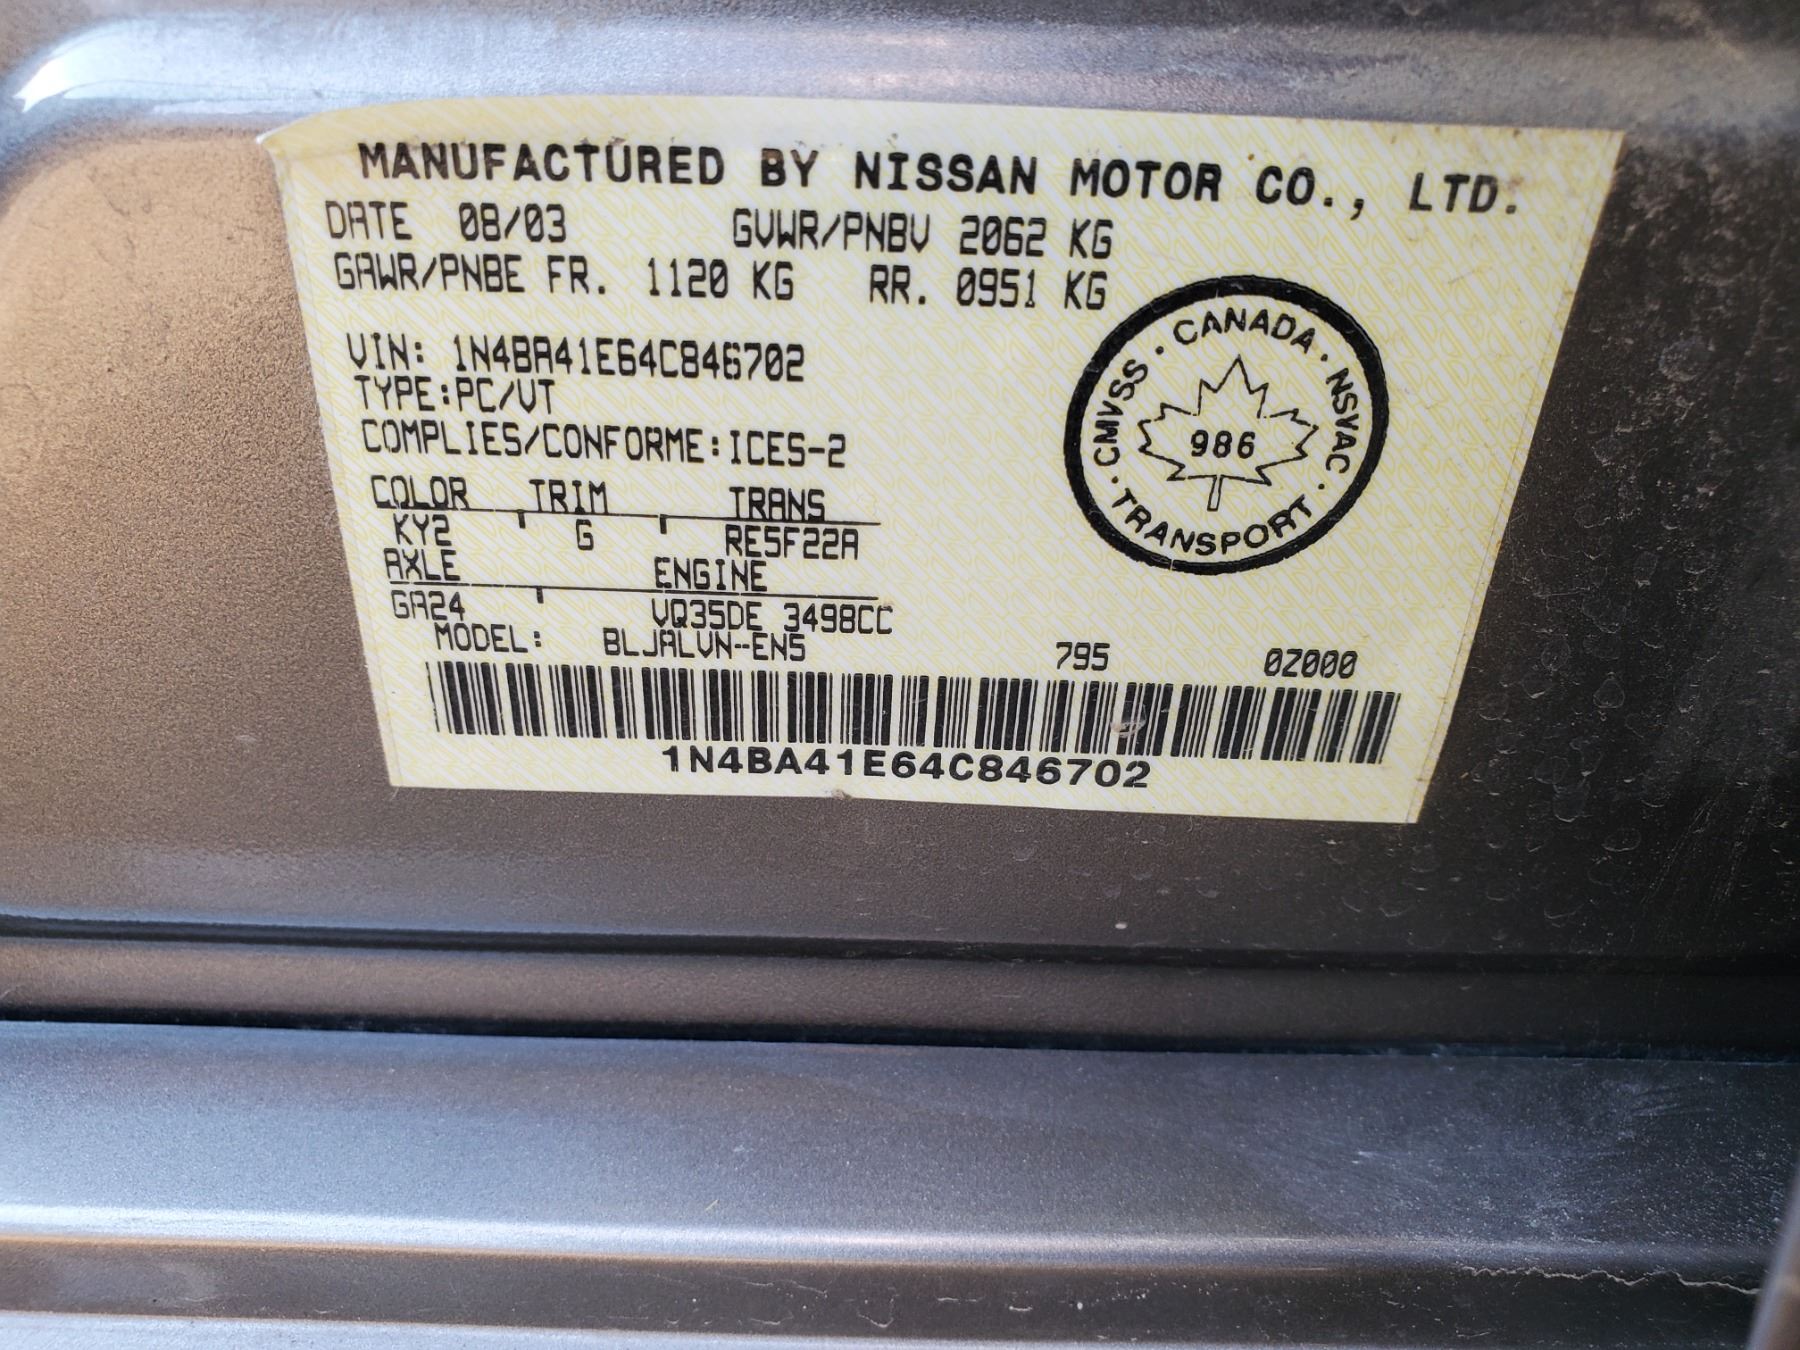 MANUFACTURED BY NISSAN MOTOR CO., LTD.
DATE 08/03 GVWR/PNBV 2062 KG
GAWR/PNBE FR. 1120 KG RR. 0951 KG
VIN: 1N4BA41E64C846702
TYPE:PC/VT
COMPLIES/CONFORME:ICES-2
COLOR TRIM TRANS
KY2 G RE5F22A
AXLE ENGINE
GA24 VQ35DE 3498CC
MODEL: BLJALVN-EN5 795 0Z000
1N4BA41E64C846702
CMVSS · CANADA · NSVAC · TRANSPORT ·
986